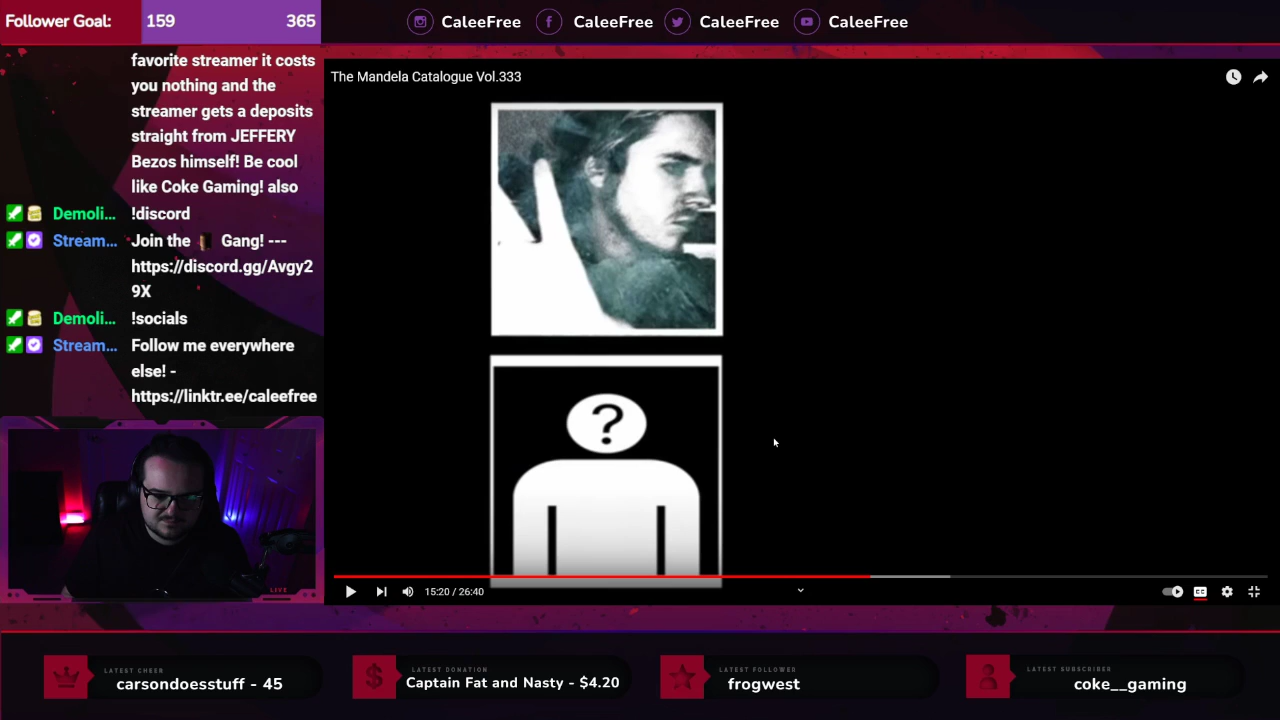 Follower Goal: 159 365
CaleeFree CaleeFree CaleeFree CaleeFree
favorite streamer it costs
you nothing and the
streamer gets a deposits
straight from JEFFERY
Bezos himself! Be cool
like Coke Gaming! also
Demoli... !discord
Stream... Join the Gang! ---
https://discord.gg/Avgy2
9X
Demoli... !socials
Stream... Follow me everywhere
else! -
https://linktr.ee/caleefree
LIVE
The Mandela Catalogue Vol.333
?
15:20 / 26:40
CC
LATEST CHEER
carsondoesstuff - 45
LATEST DONATION
Captain Fat and Nasty - $4.20
LATEST FOLLOWER
frogwest
LATEST SUBSCRIBER
coke__gaming